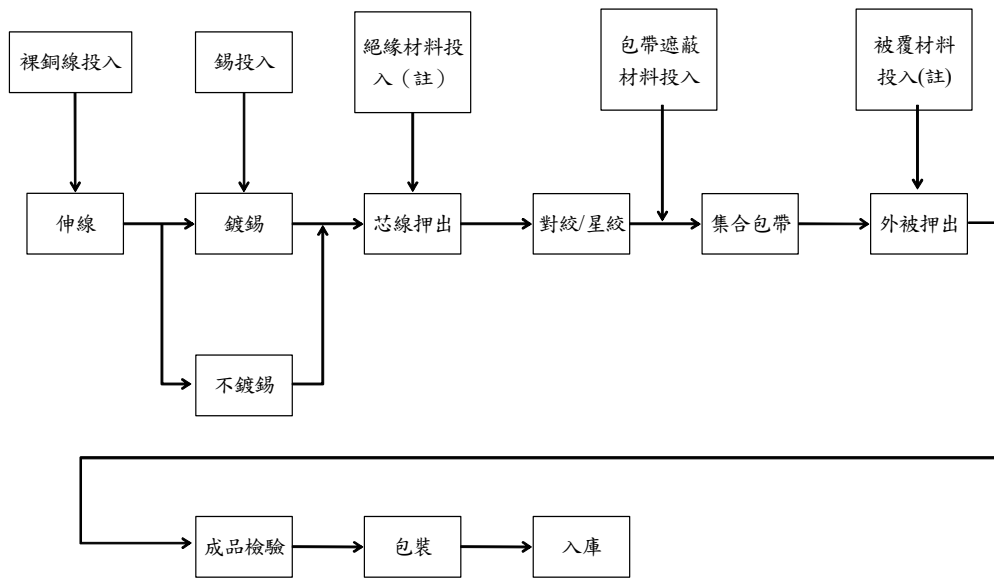 裸銅線投入
錫投入
絕緣材料投
入（註）
包帶遮蔽
材料投入
被覆材料
投入(註)
伸線
鍍錫
芯線押出
對絞/星絞
集合包帶
外被押出
不鍍錫
成品檢驗
包裝
入庫